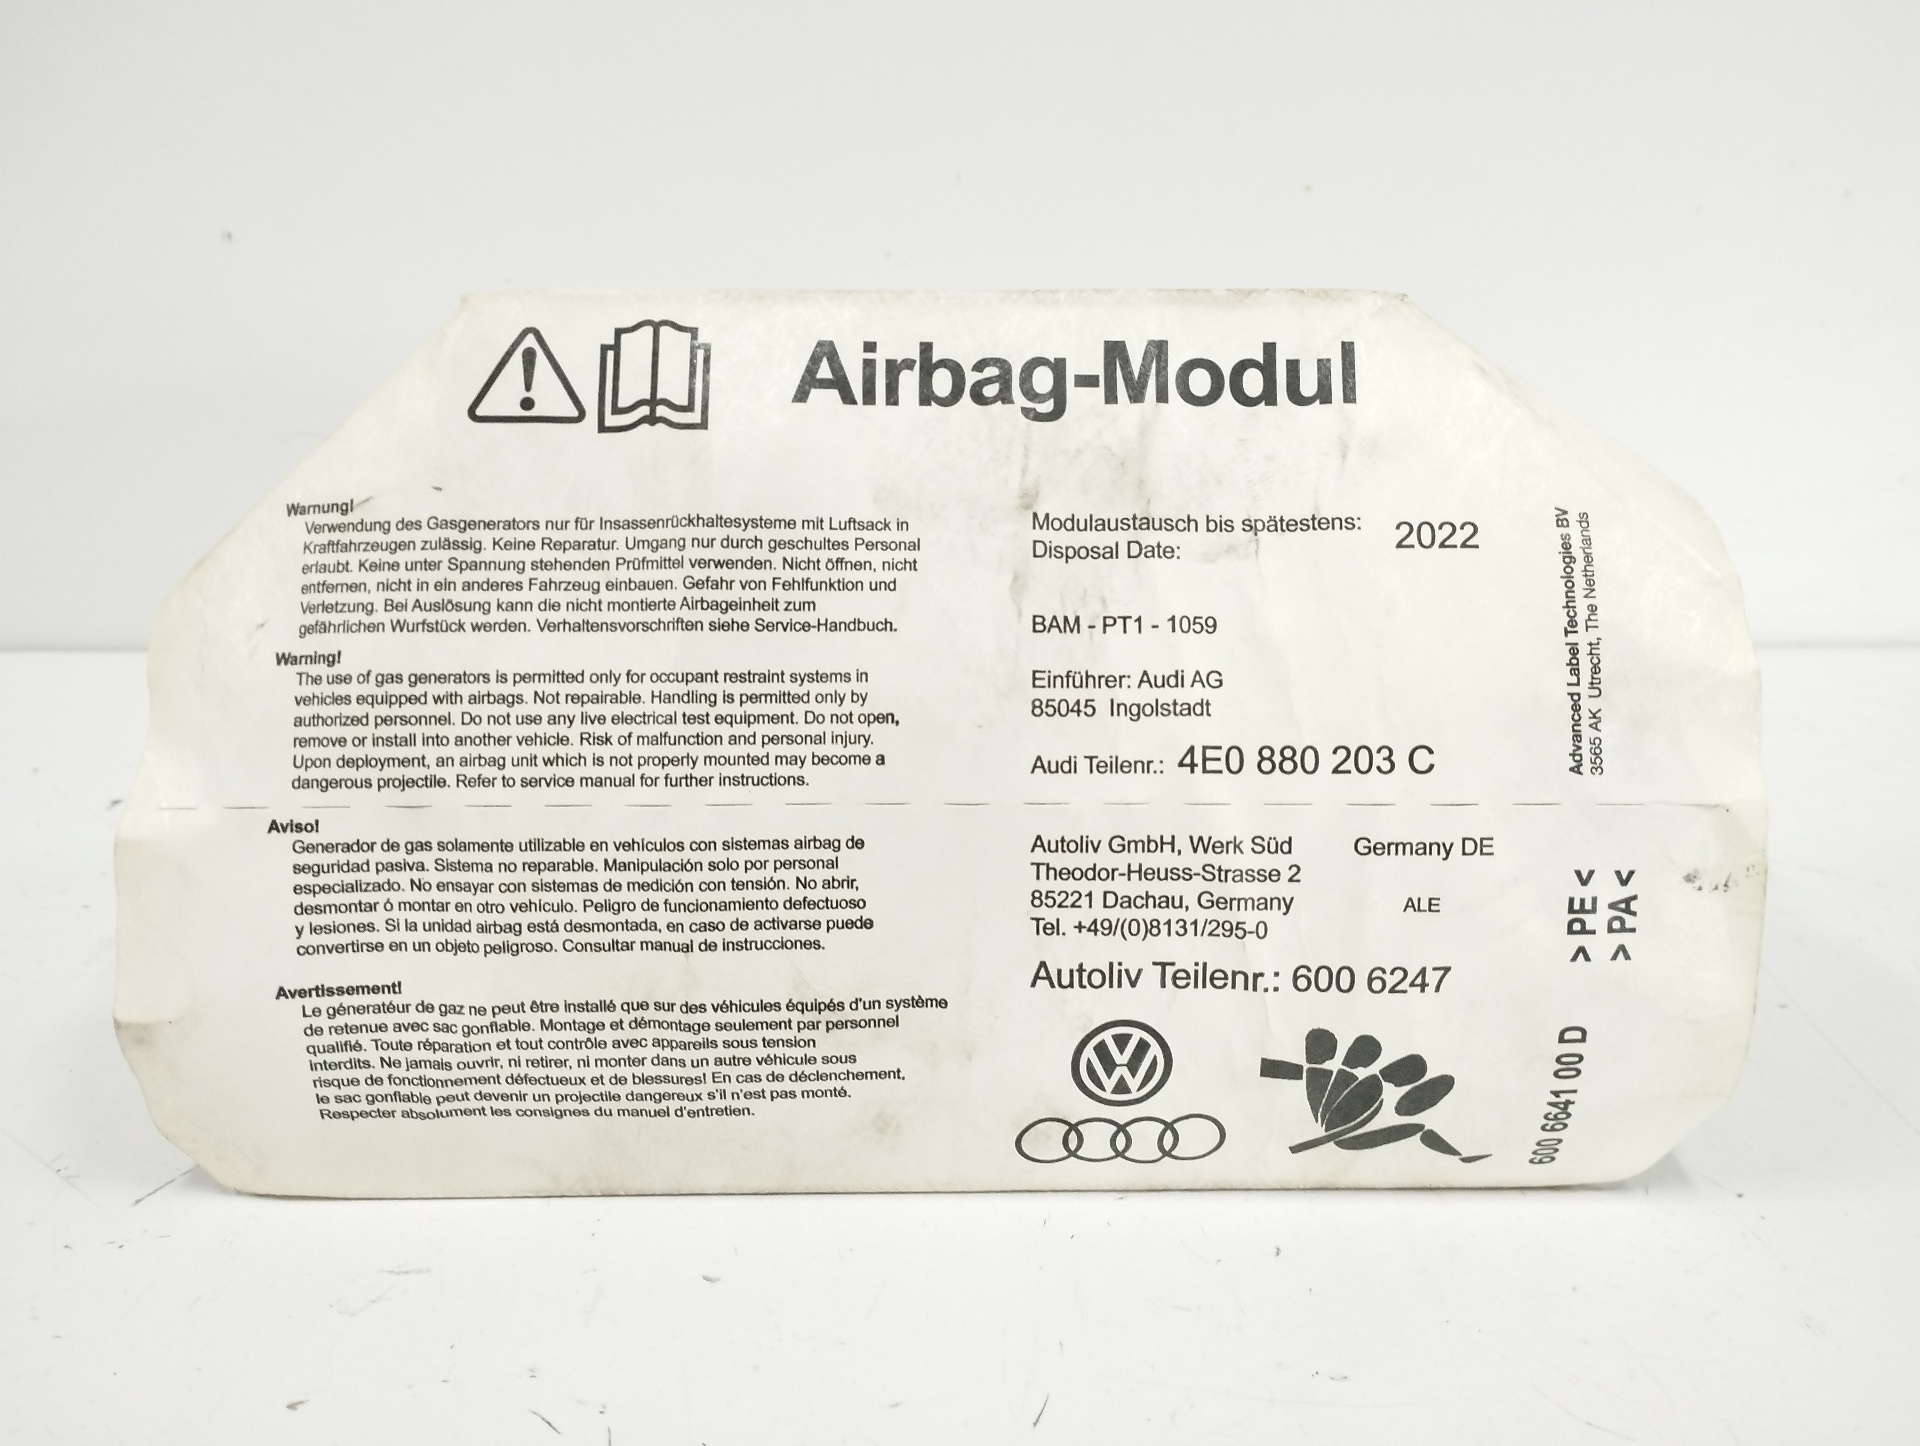 Airbag-Modul
Warnung!
Verwendung des Gasgenerators nur für Insassenrückhaltesysteme mit Luftsack in
Kraftfahrzeugen zulässig. Keine Reparatur. Umgang nur durch geschultes Personal
erlaubt. Keine unter Spannung stehenden Prüfmittel verwenden. Nicht öffnen, nicht
entfernen, nicht in ein anderes Fahrzeug einbauen. Gefahr von Fehlfunktion und
Verletzung. Bei Auslösung kann die nicht montierte Airbageinheit zum
gefährlichen Wurfstück werden. Verhaltensvorschriften siehe Service-Handbuch.
Warning!
The use of gas generators is permitted only for occupant restraint systems in
vehicles equipped with airbags. Not repairable. Handling is permitted only by
authorized personnel. Do not use any live electrical test equipment. Do not open,
remove or install into another vehicle. Risk of malfunction and personal injury.
Upon deployment, an airbag unit which is not properly mounted may become a
dangerous projectile. Refer to service manual for further instructions.
Aviso!
Generador de gas solamente utilizable en vehículos con sistemas airbag de
seguridad pasiva. Sistema no reparable. Manipulación solo por personal
especializado. No ensayar con sistemas de medición con tensión. No abrir,
desmontar ó montar en otro vehículo. Peligro de funcionamiento defectuoso
y lesiones. Si la unidad airbag está desmontada, en caso de activarse puede
convertirse en un objeto peligroso. Consultar manual de instrucciones.
Avertissement!
Le génératéur de gaz ne peut être installé que sur des véhicules équipés d'un système
de retenue avec sac gonflable. Montage et démontage seulement par personnel
qualifié. Toute réparation et tout contrôle avec appareils sous tension
interdits. Ne jamais ouvrir, ni retirer, ni monter dans un autre véhicule sous
risque de fonctionnement défectueux et de blessures! En cas de déclenchement,
le sac gonflable peut devenir un projectile dangereux s'il n'est pas monté.
Respecter absolument les consignes du manuel d'entretien.
Modulaustausch bis spätestens: 2022
Disposal Date:
BAM - PT1 - 1059
Einführer: Audi AG
85045 Ingolstadt
Audi Teilenr.: 4E0 880 203 C
Autoliv GmbH, Werk Süd Germany DE
Theodor-Heuss-Strasse 2
85221 Dachau, Germany ALE
Tel. +49/(0)8131/295-0
Autoliv Teilenr.: 600 6247
Advanced Label Technologies BV
3565 AK Utrecht, The Netherlands
>PE<
>PA<
600 6641 00 D